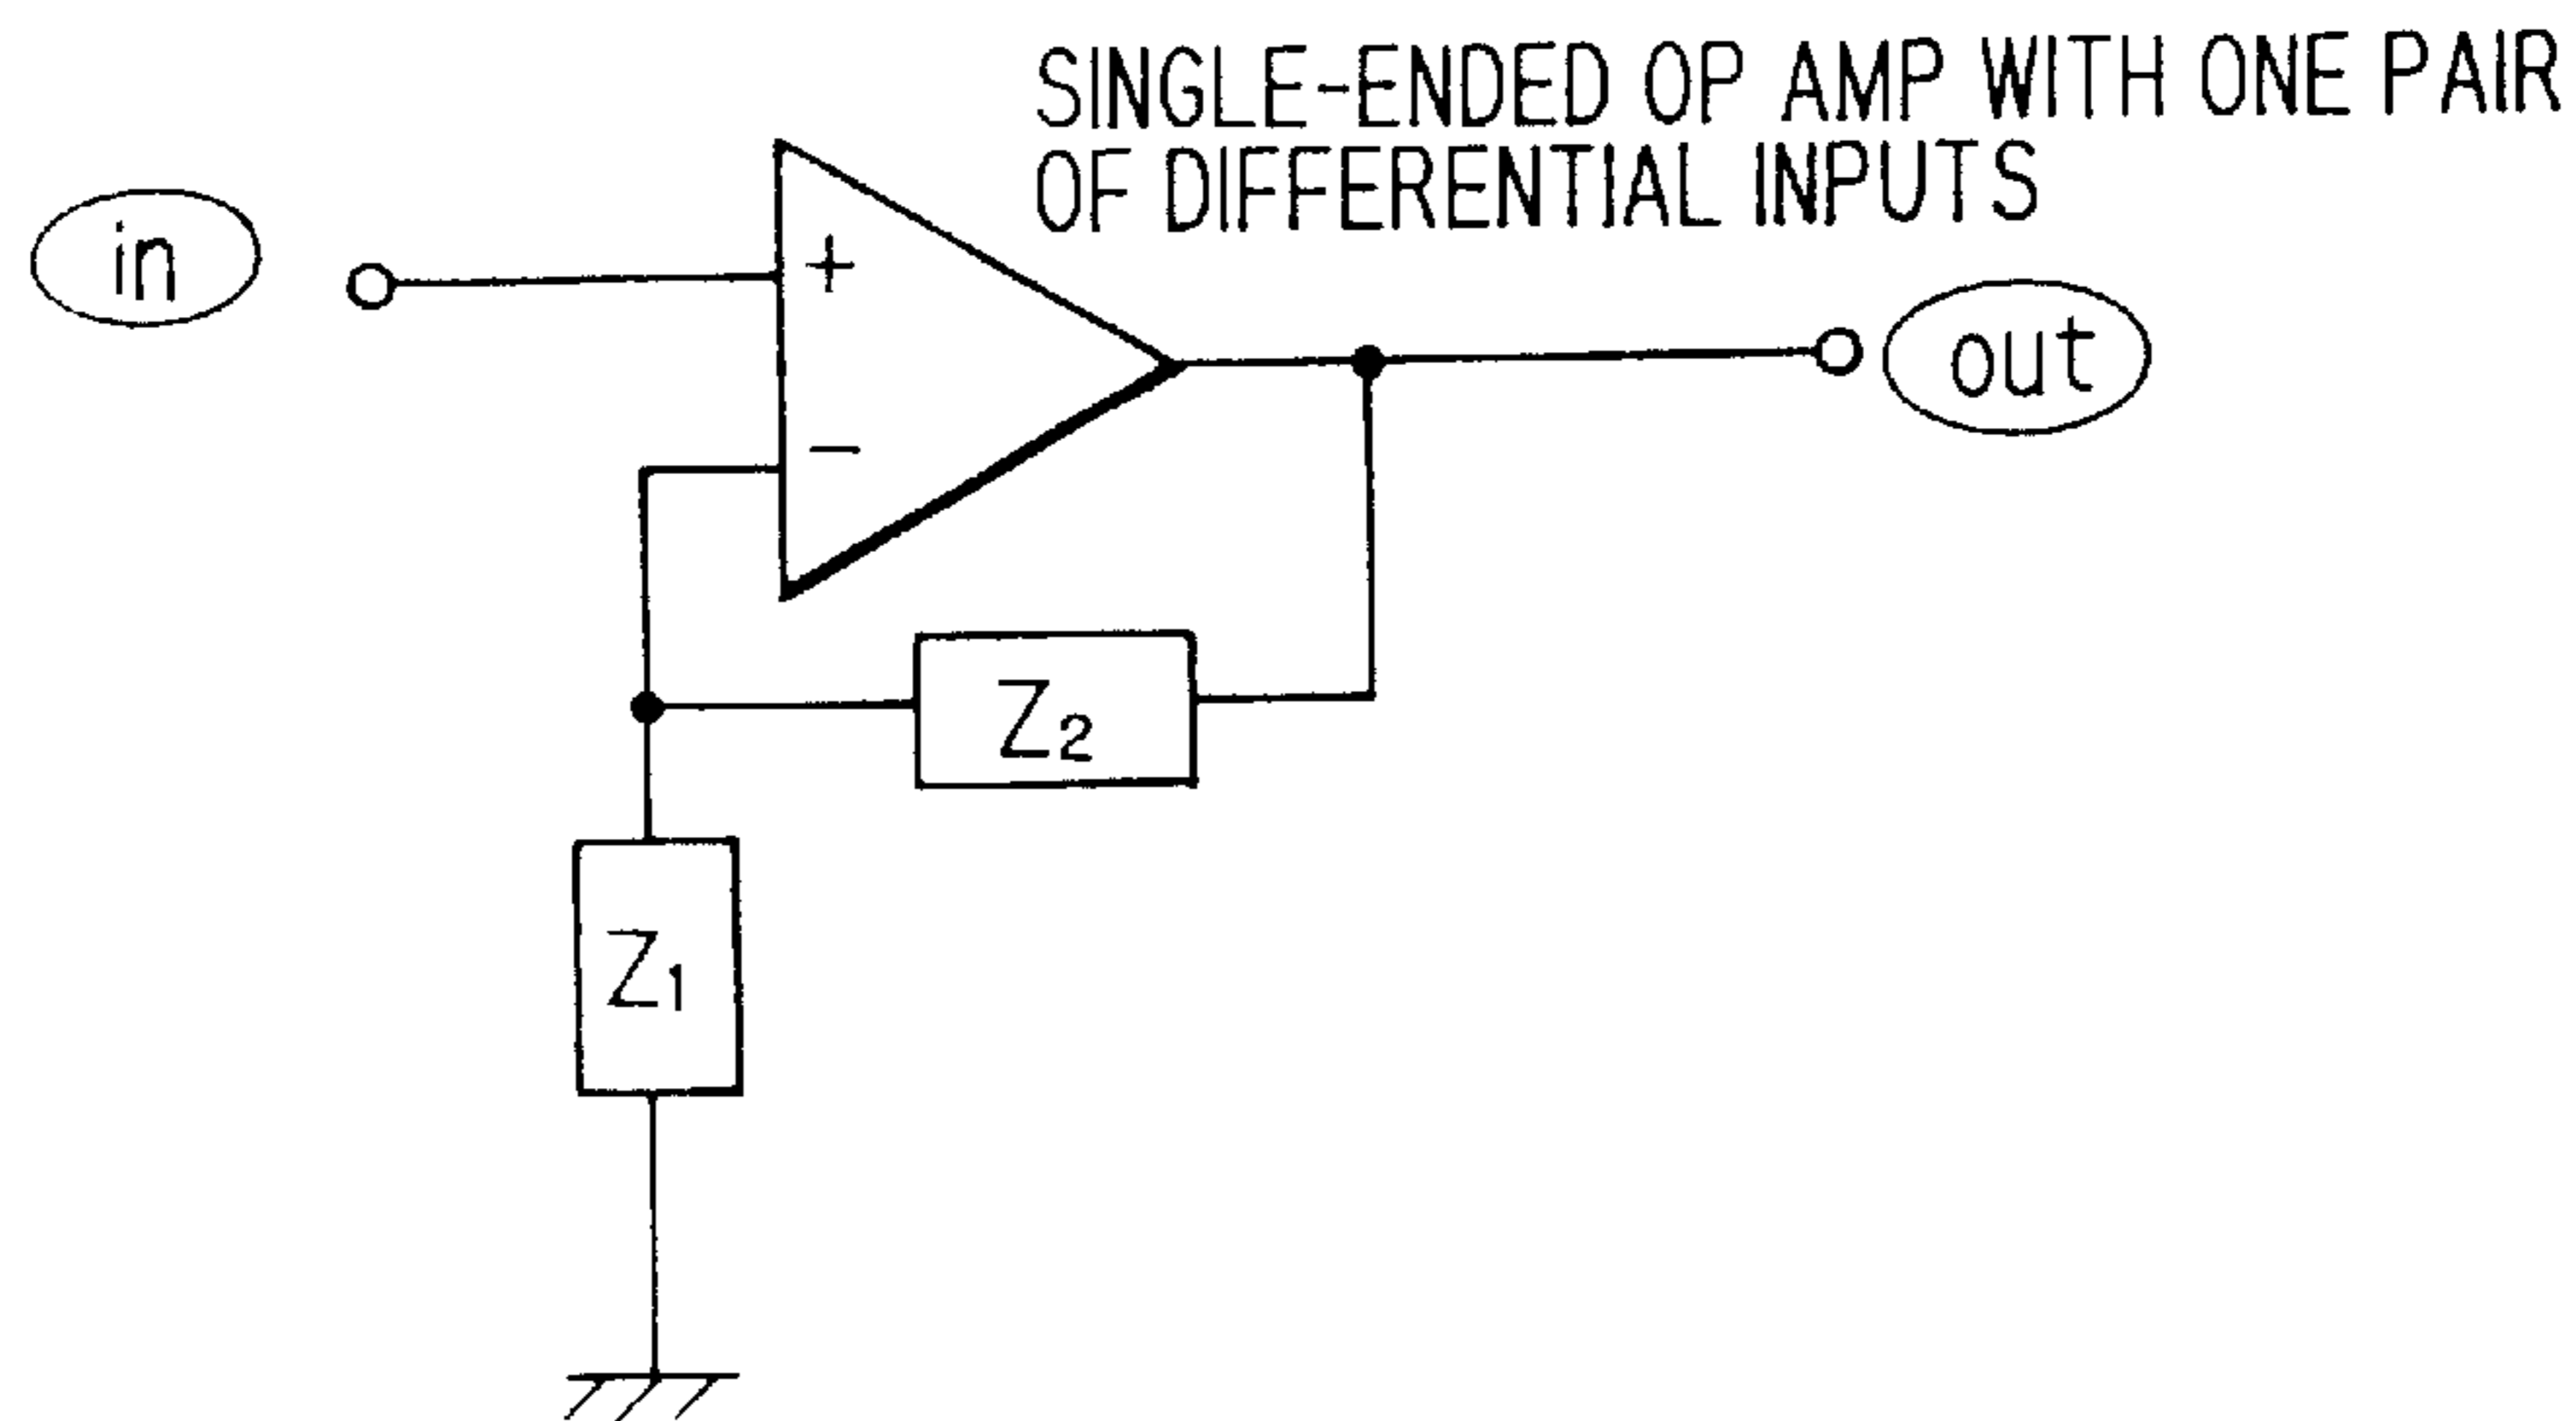 SINGLE-ENDED OP AMP WITH ONE PAIR
OF DIFFERENTIAL INPUTS
in
+
out
−
Z2
Z1